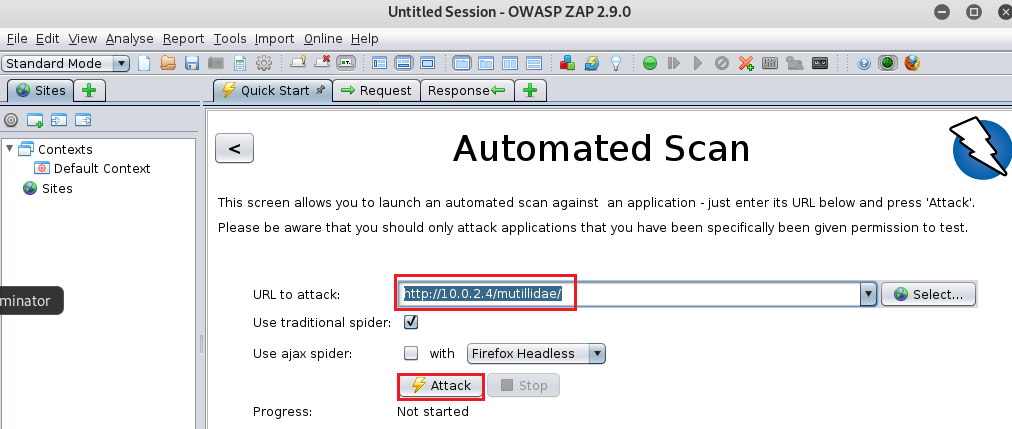 Untitled Session - OWASP ZAP 2.9.0
File Edit View Analyse Report Tools Import Online Help
Standard Mode
Sites
Quick Start
Request
Response
<
Automated Scan
Contexts
Default Context
Sites
This screen allows you to launch an automated scan against  an application - just enter its URL below and press 'Attack'.
Please be aware that you should only attack applications that you have been specifically been given permission to test.
minator
URL to attack: http://10.0.2.4/mutillidae/ Select...
Use traditional spider:
Use ajax spider: with Firefox Headless
Attack Stop
Progress: Not started